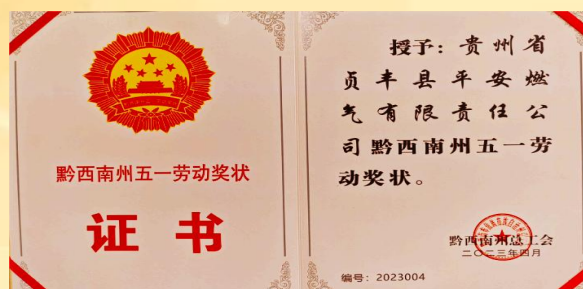 黔西南州五一劳动奖状
证书
授予：贵州省
贞丰县平安燃
气有限责任公
司黔西南州五一劳
动奖状。
黔西南州总工会
二〇二三年四月
编号：2023004